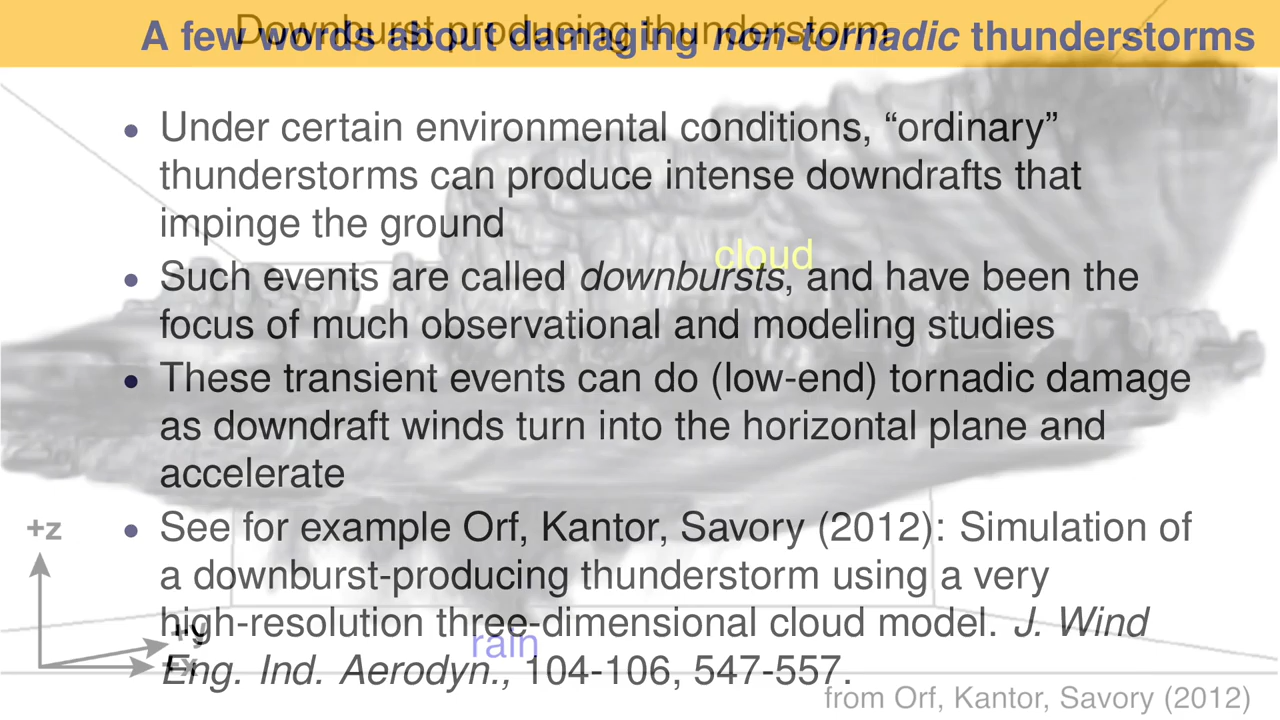 Downburst producing thunderstorm
A few words about damaging non-tornadic thunderstorms
• Under certain environmental conditions, “ordinary”
thunderstorms can produce intense downdrafts that
impinge the ground
cloud
• Such events are called downbursts, and have been the
focus of much observational and modeling studies
• These transient events can do (low-end) tornadic damage
as downdraft winds turn into the horizontal plane and
accelerate
+z
• See for example Orf, Kantor, Savory (2012): Simulation of
a downburst-producing thunderstorm using a very
high-resolution three-dimensional cloud model. J. Wind
+y
rain
+x
Eng. Ind. Aerodyn., 104-106, 547-557.
from Orf, Kantor, Savory (2012)